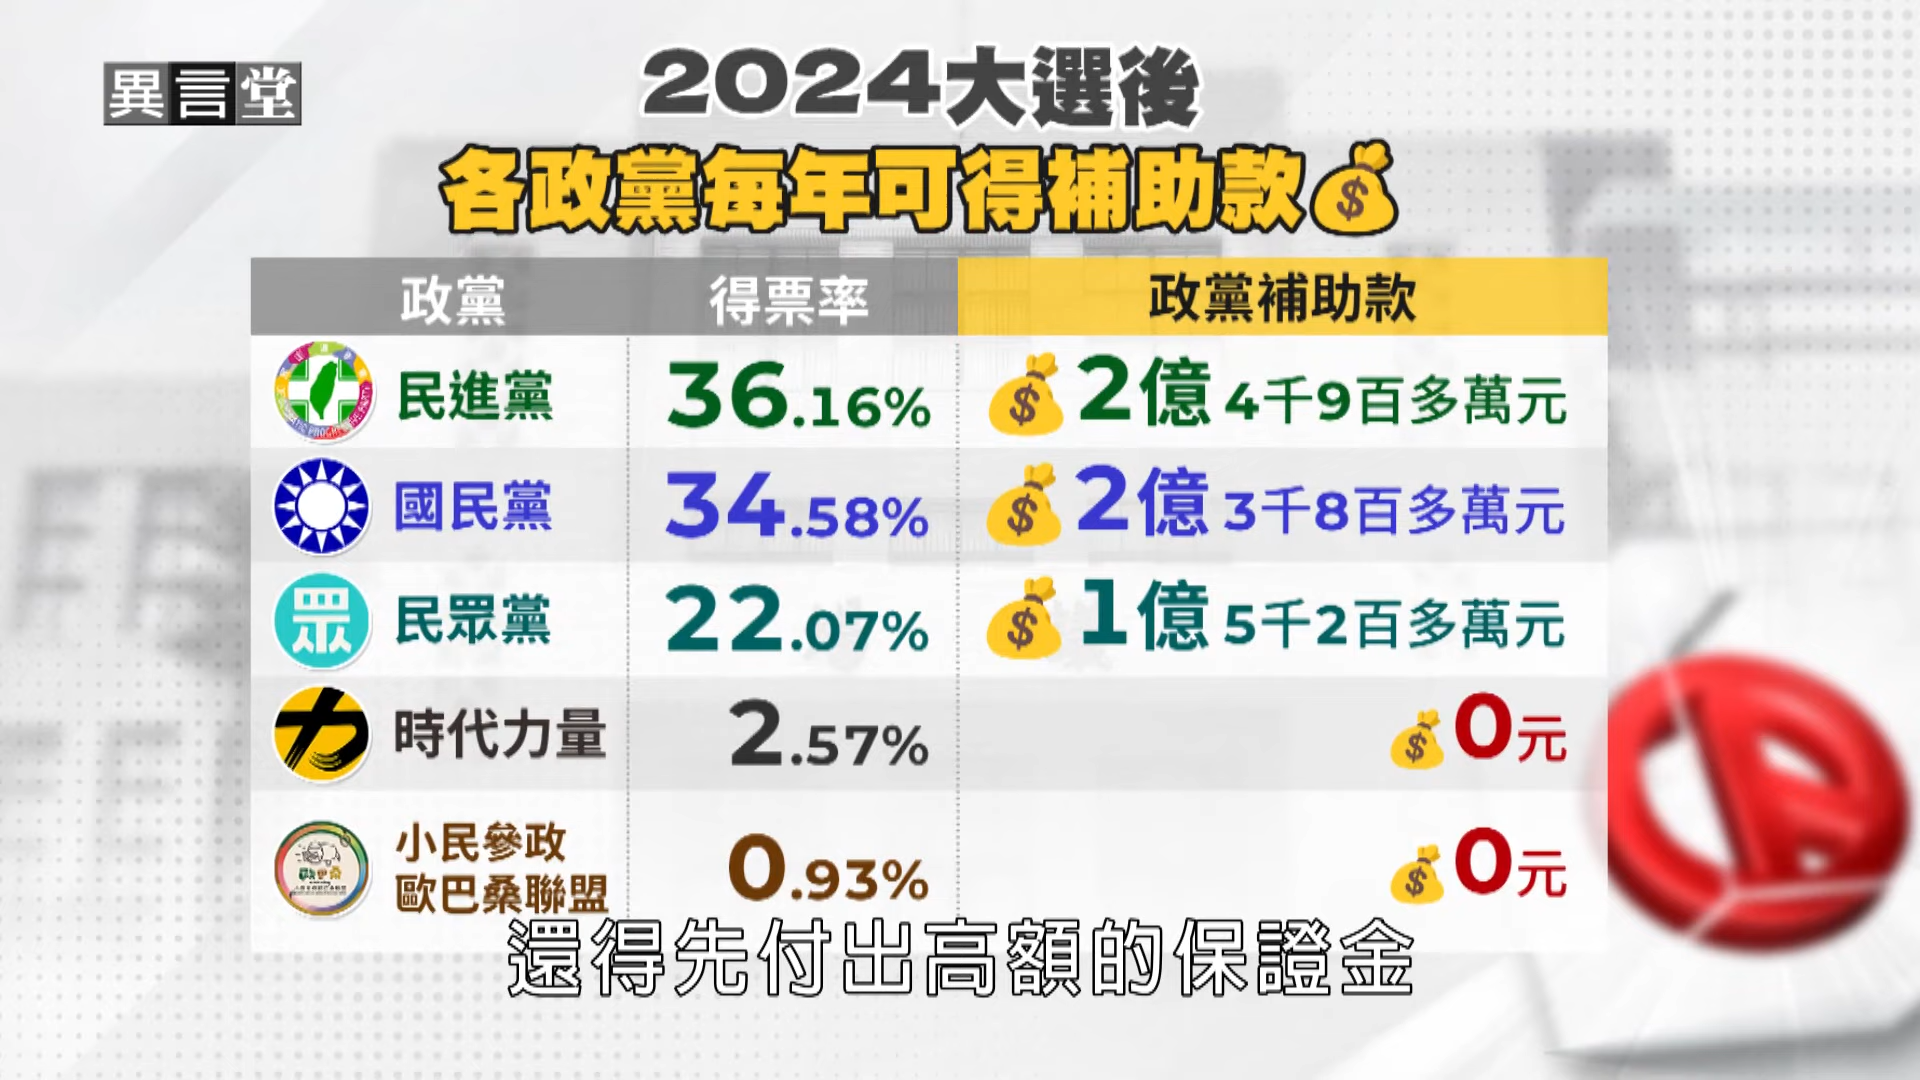 異言堂
2024大選後
各政黨每年可得補助款
政黨 得票率 政黨補助款
民進黨 36.16% 2億4千9百多萬元
國民黨 34.58% 2億3千8百多萬元
眾 民眾黨 22.07% 1億5千2百多萬元
力 時代力量 2.57% 0元
小民參政
歐巴桑聯盟 0.93% 0元
還得先付出高額的保證金